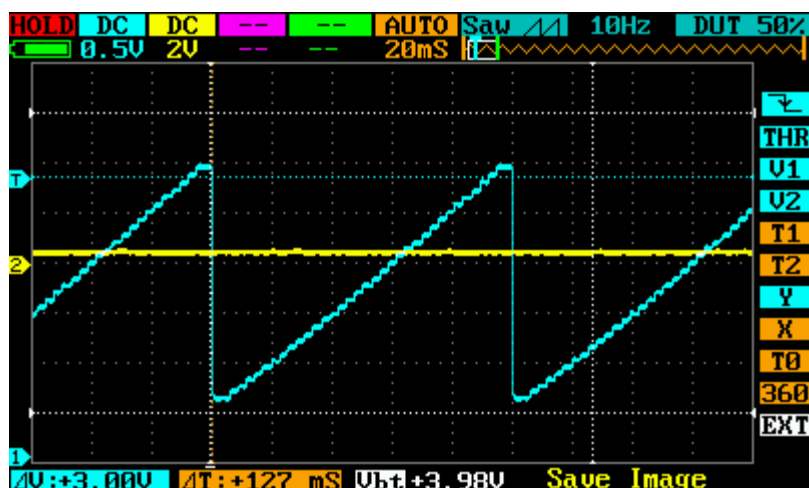 HOLD DC DC -- -- AUTO Saw 10Hz DUT 50%
0.5V 2V -- -- 20mS
THR
T
V1
V2
T1
2
T2
Y
X
T0
360
EXT
1
ΔV:+3.00V ΔT:+127 mS Vbt+3.98V Save Image